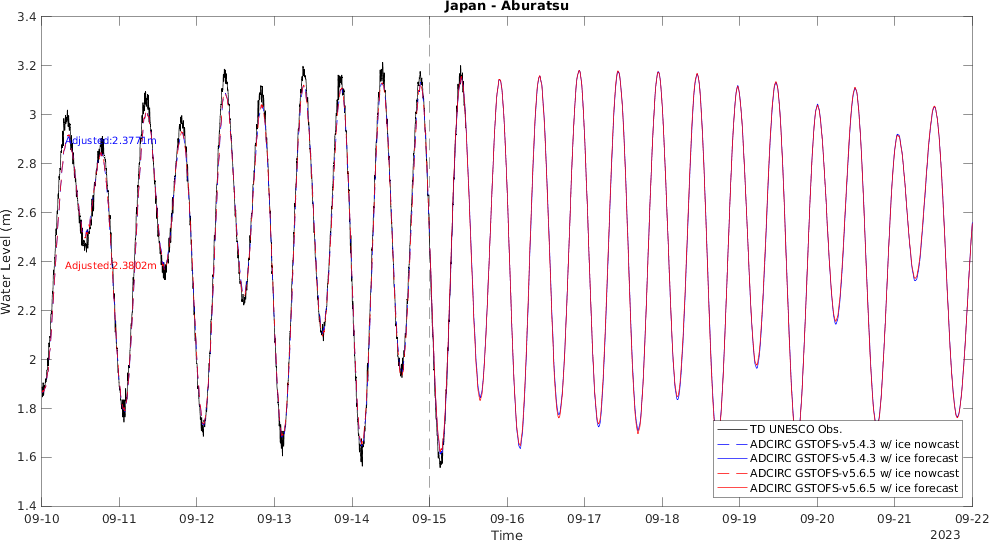 Japan - Aburatsu
3.4
3.2
3
2.8
2.6
2.4
2.2
2
1.8
1.6
1.4
Water Level (m)
Adjusted:2.3771m
Adjusted:2.3802m
TD UNESCO Obs.
ADCIRC GSTOFS-v5.4.3 w/ ice nowcast
ADCIRC GSTOFS-v5.4.3 w/ ice forecast
ADCIRC GSTOFS-v5.6.5 w/ ice nowcast
ADCIRC GSTOFS-v5.6.5 w/ ice forecast
09-10 09-11 09-12 09-13 09-14 09-15 09-16 09-17 09-18 09-19 09-20 09-21 09-22
Time
2023